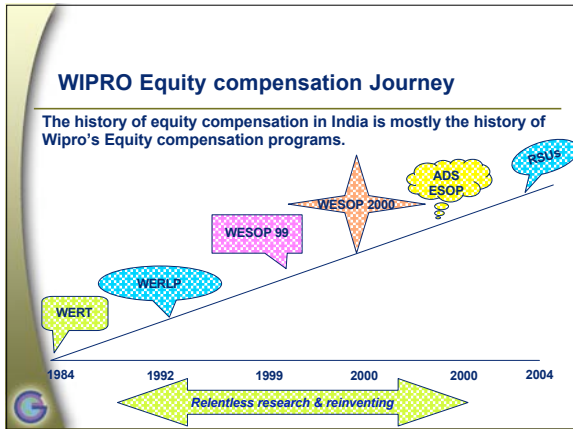 WIPRO Equity compensation Journey
The history of equity compensation in India is mostly the history of
Wipro's Equity compensation programs.
RSUs
ADS
ESOP
WESOP 2000
WESOP 99
WERLP
WERT
1984 1992 1999 2000 2000 2004
Relentless research & reinventing
G